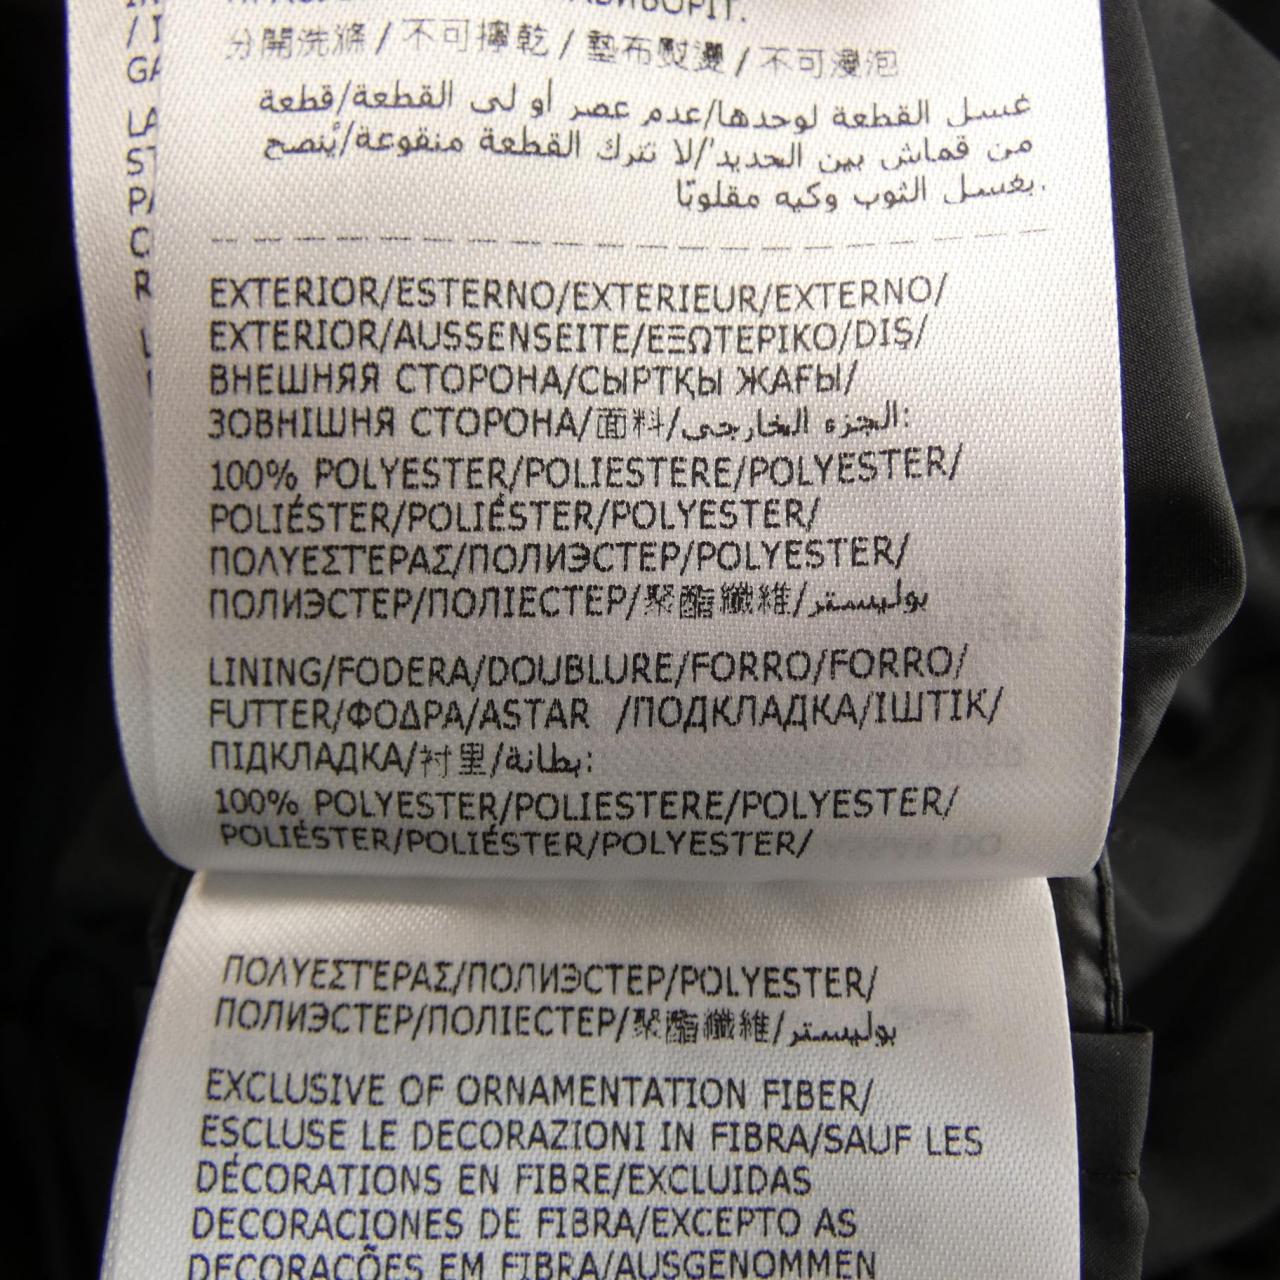 分開洗滌/不可擰乾/墊布熨燙/不可浸泡
غسل القطعة لوحدها/عدم عصر أو لي القطعة/قطعة
من قماش بين الحديد/لا تترك القطعة منقوعة/يُنصح
بغسل الثوب وكيه مقلوبًا.
EXTERIOR/ESTERNO/EXTERIEUR/EXTERNO/
EXTERIOR/AUSSENSEITE/ΕΞΩΤΕΡΙΚΟ/DIŞ/
ВНЕШНЯЯ СТОРОНА/СЫРТҚЫ ЖАҒЫ/
ЗОВНІШНЯ СТОРОНА/面料/الجزء الخارجي:
100% POLYESTER/POLIESTERE/POLYESTER/
POLIÉSTER/POLIÉSTER/POLYESTER/
ΠΟΛΥΕΣΤΕΡΑΣ/ПОЛИЭСТЕР/POLYESTER/
ПОЛИЭСТЕР/ПОЛІЕСТЕР/聚酯纖維/بوليستر
LINING/FODERA/DOUBLURE/FORRO/FORRO/
FUTTER/ΦΟΔΡΑ/ASTAR /ПОДКЛАДКА/ІШТІК/
ПІДКЛАДКА/衬里/بطانة:
100% POLYESTER/POLIESTERE/POLYESTER/
POLIÉSTER/POLIÉSTER/POLYESTER/
ΠΟΛΥΕΣΤΕΡΑΣ/ПОЛИЭСТЕР/POLYESTER/
ПОЛИЭСТЕР/ПОЛІЕСТЕР/聚酯纖維/بوليستر
EXCLUSIVE OF ORNAMENTATION FIBER/
ESCLUSE LE DECORAZIONI IN FIBRA/SAUF LES
DÉCORATIONS EN FIBRE/EXCLUIDAS
DECORACIONES DE FIBRA/EXCEPTO AS
DECORAÇÕES EM FIBRA/AUSGENOMMEN